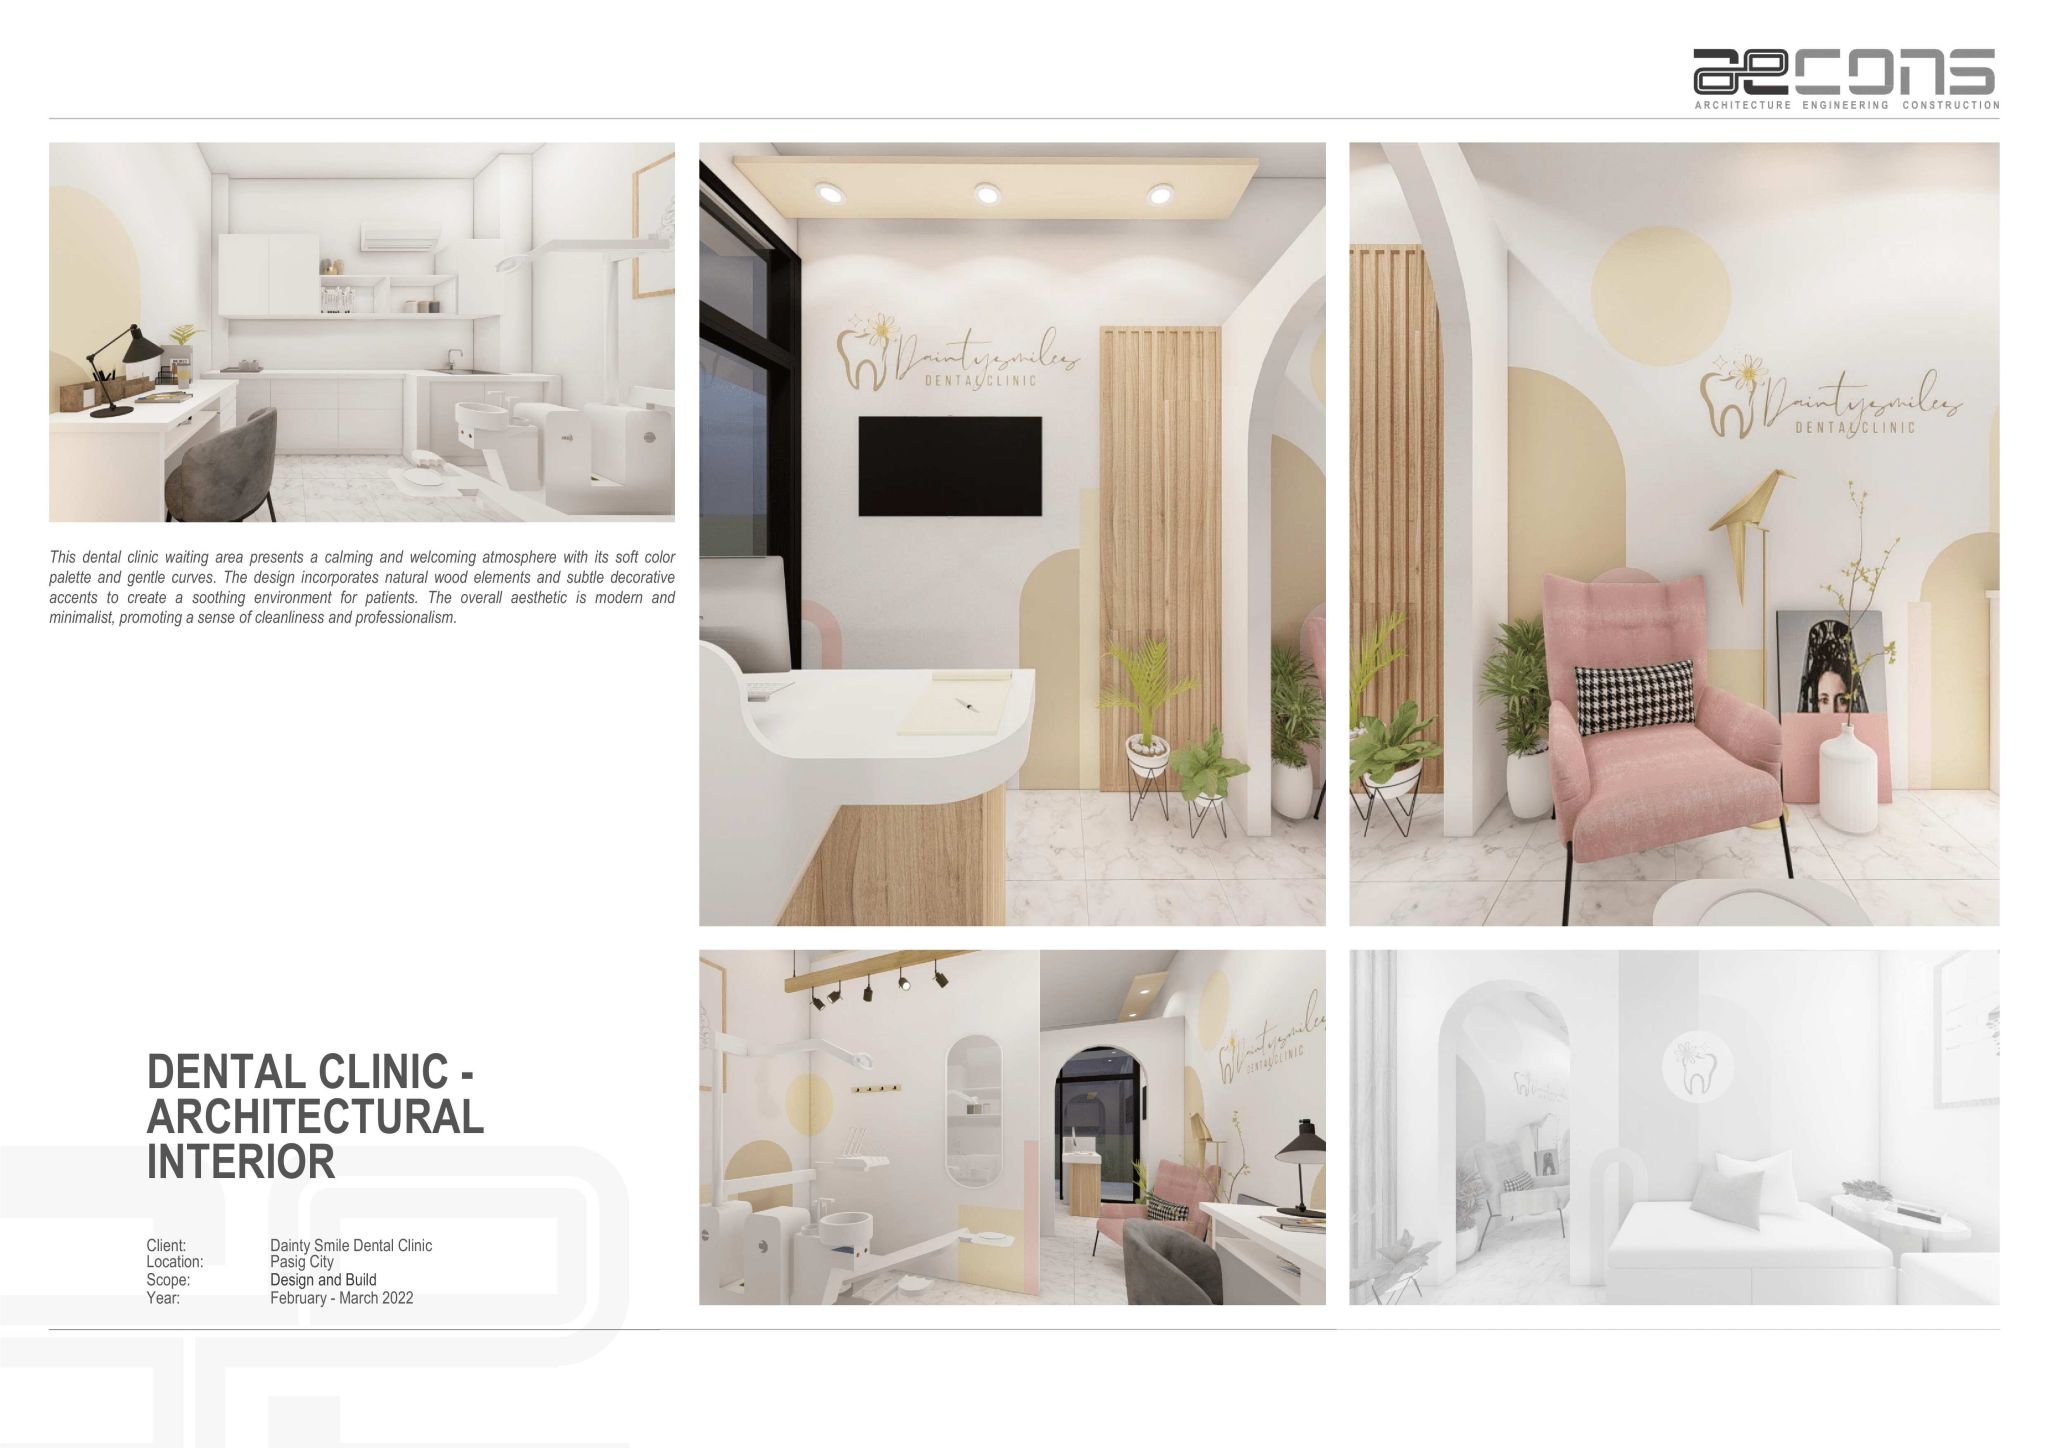 aecons
ARCHITECTURE ENGINEERING CONSTRUCTION
This dental clinic waiting area presents a calming and welcoming atmosphere with its soft color
palette and gentle curves. The design incorporates natural wood elements and subtle decorative
accents to create a soothing environment for patients. The overall aesthetic is modern and
minimalist, promoting a sense of cleanliness and professionalism.
Daintysmiles
DENTAL CLINIC
Daintysmiles
DENTAL CLINIC
DENTAL CLINIC -
ARCHITECTURAL
INTERIOR
Client: Dainty Smile Dental Clinic
Location: Pasig City
Scope: Design and Build
Year: February - March 2022
Daintysmiles
DENTAL CLINIC